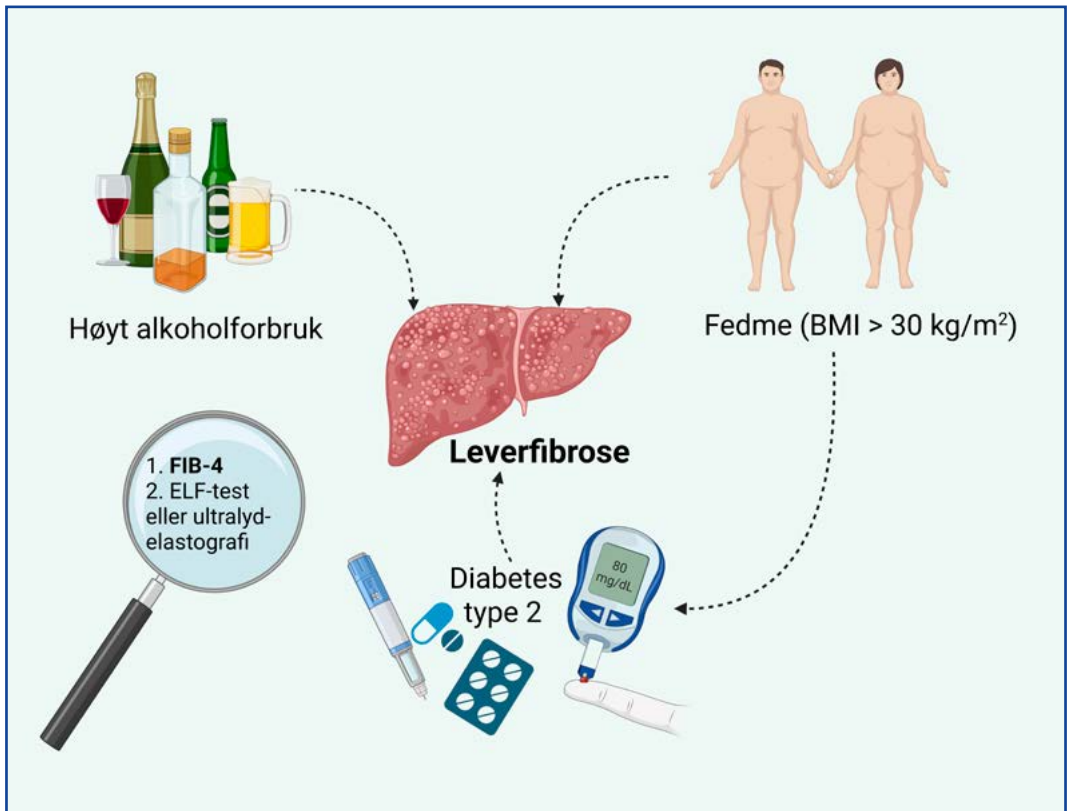 Høyt alkoholforbruk
Fedme (BMI > 30 kg/m²)
Leverfibrose
1. FIB-4
2. ELF-test
eller ultralyd-
elastografi
Diabetes
type 2
80
mg/dL